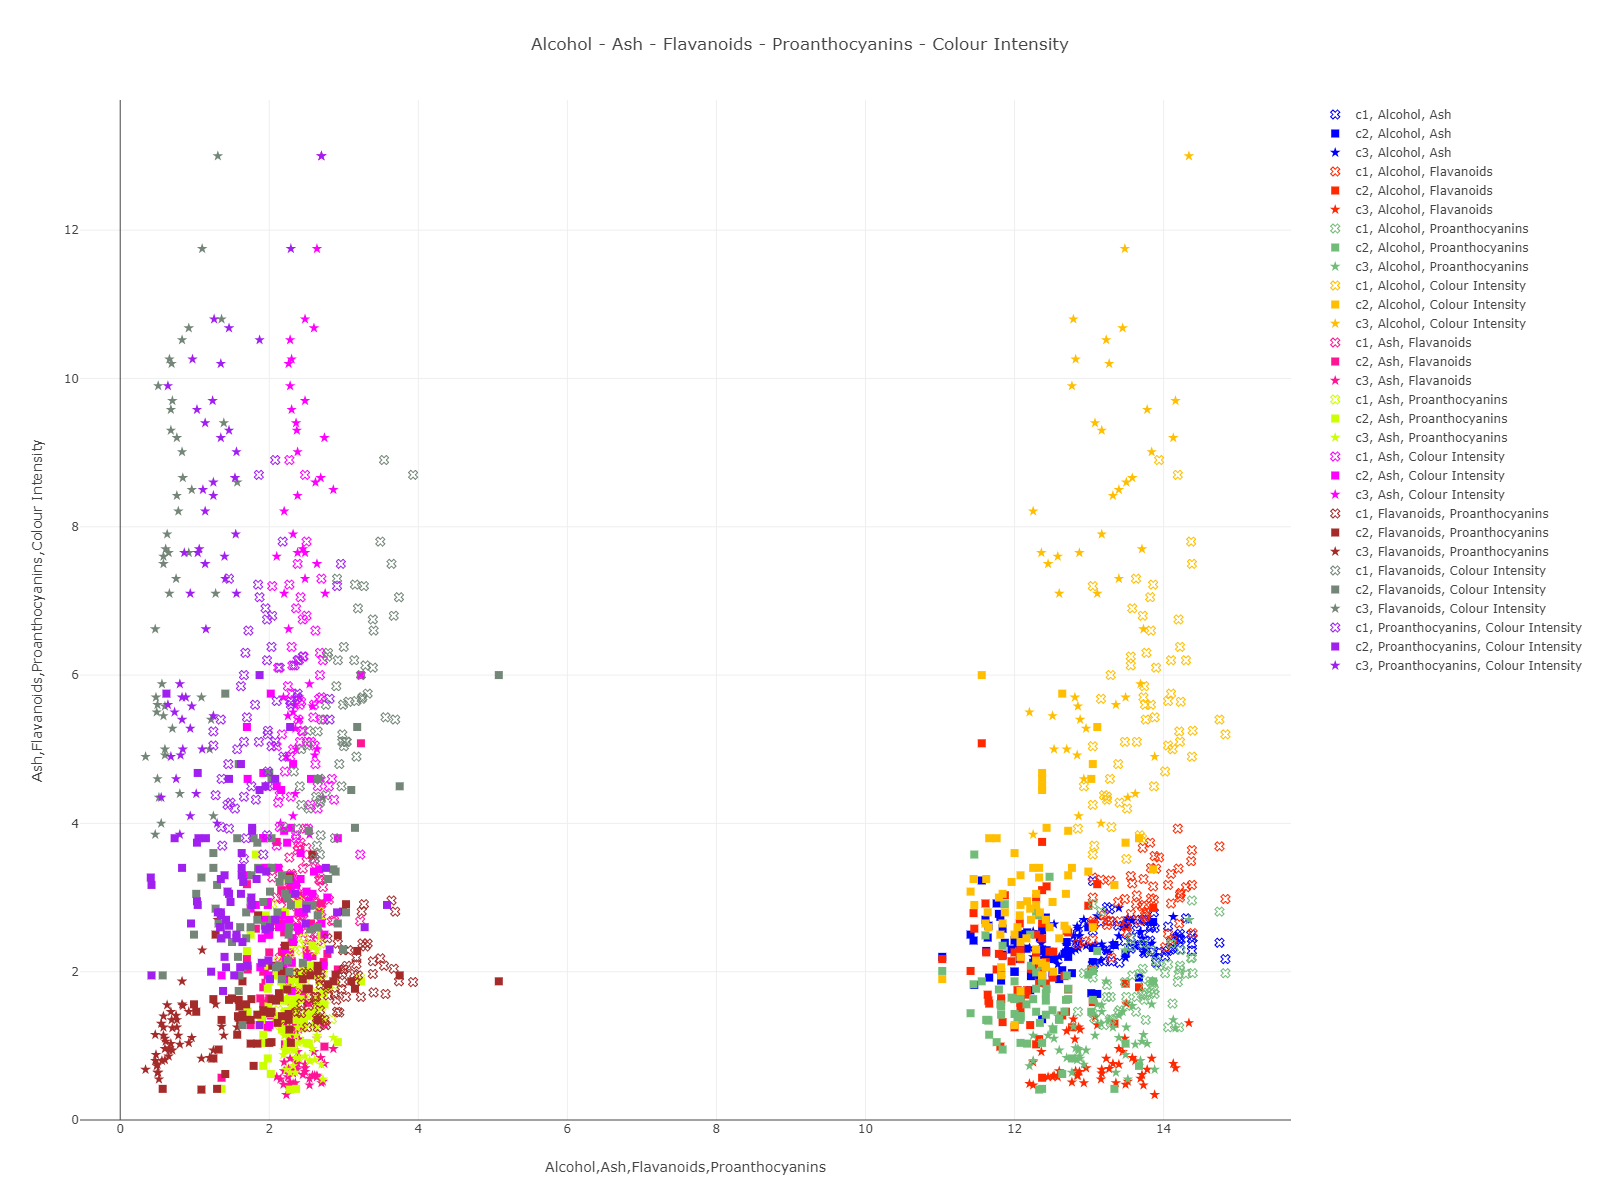 Alcohol - Ash - Flavanoids - Proanthocyanins - Colour Intensity
c1, Alcohol, Ash
c2, Alcohol, Ash
c3, Alcohol, Ash
c1, Alcohol, Flavanoids
c2, Alcohol, Flavanoids
c3, Alcohol, Flavanoids
c1, Alcohol, Proanthocyanins
c2, Alcohol, Proanthocyanins
c3, Alcohol, Proanthocyanins
c1, Alcohol, Colour Intensity
c2, Alcohol, Colour Intensity
c3, Alcohol, Colour Intensity
c1, Ash, Flavanoids
c2, Ash, Flavanoids
c3, Ash, Flavanoids
c1, Ash, Proanthocyanins
c2, Ash, Proanthocyanins
c3, Ash, Proanthocyanins
c1, Ash, Colour Intensity
c2, Ash, Colour Intensity
c3, Ash, Colour Intensity
c1, Flavanoids, Proanthocyanins
c2, Flavanoids, Proanthocyanins
c3, Flavanoids, Proanthocyanins
c1, Flavanoids, Colour Intensity
c2, Flavanoids, Colour Intensity
c3, Flavanoids, Colour Intensity
c1, Proanthocyanins, Colour Intensity
c2, Proanthocyanins, Colour Intensity
c3, Proanthocyanins, Colour Intensity
12
10
8
6
4
2
0
Ash,Flavanoids,Proanthocyanins,Colour Intensity
0 2 4 6 8 10 12 14
Alcohol,Ash,Flavanoids,Proanthocyanins